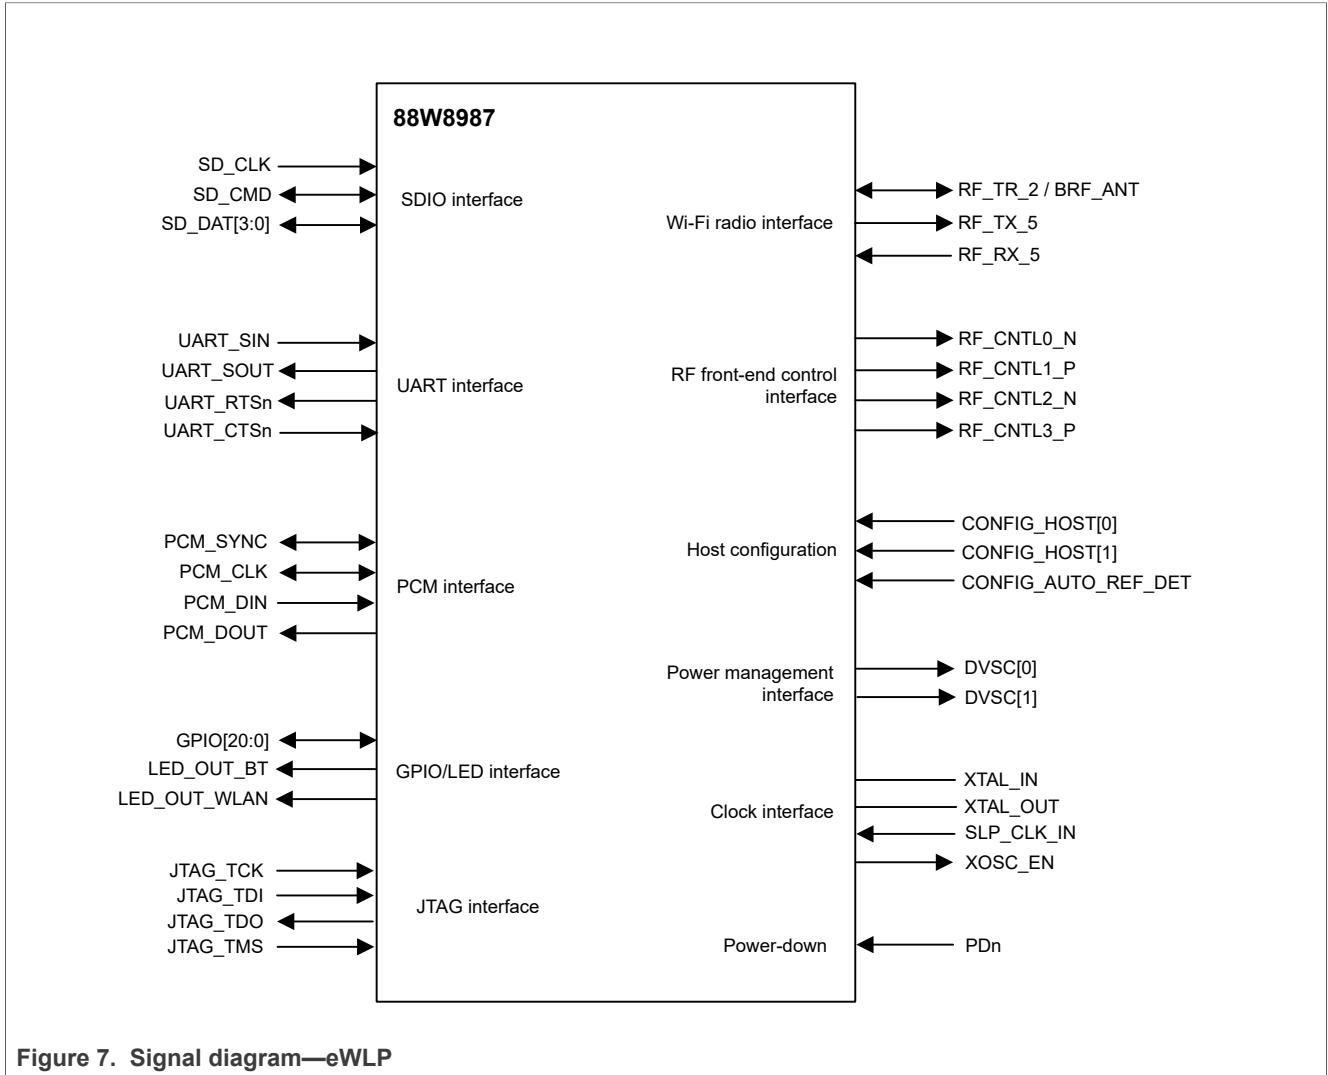 88W8987
SD_CLK
SD_CMD
SD_DAT[3:0]
SDIO interface
UART_SIN
UART_SOUT
UART_RTSn
UART_CTSn
UART interface
PCM_SYNC
PCM_CLK
PCM_DIN
PCM_DOUT
PCM interface
GPIO[20:0]
LED_OUT_BT
LED_OUT_WLAN
GPIO/LED interface
JTAG_TCK
JTAG_TDI
JTAG_TDO
JTAG_TMS
JTAG interface
Wi-Fi radio interface
RF_TR_2 / BRF_ANT
RF_TX_5
RF_RX_5
RF front-end control
interface
RF_CNTL0_N
RF_CNTL1_P
RF_CNTL2_N
RF_CNTL3_P
Host configuration
CONFIG_HOST[0]
CONFIG_HOST[1]
CONFIG_AUTO_REF_DET
Power management
interface
DVSC[0]
DVSC[1]
Clock interface
XTAL_IN
XTAL_OUT
SLP_CLK_IN
XOSC_EN
Power-down
PDn
Figure 7. Signal diagram—eWLP